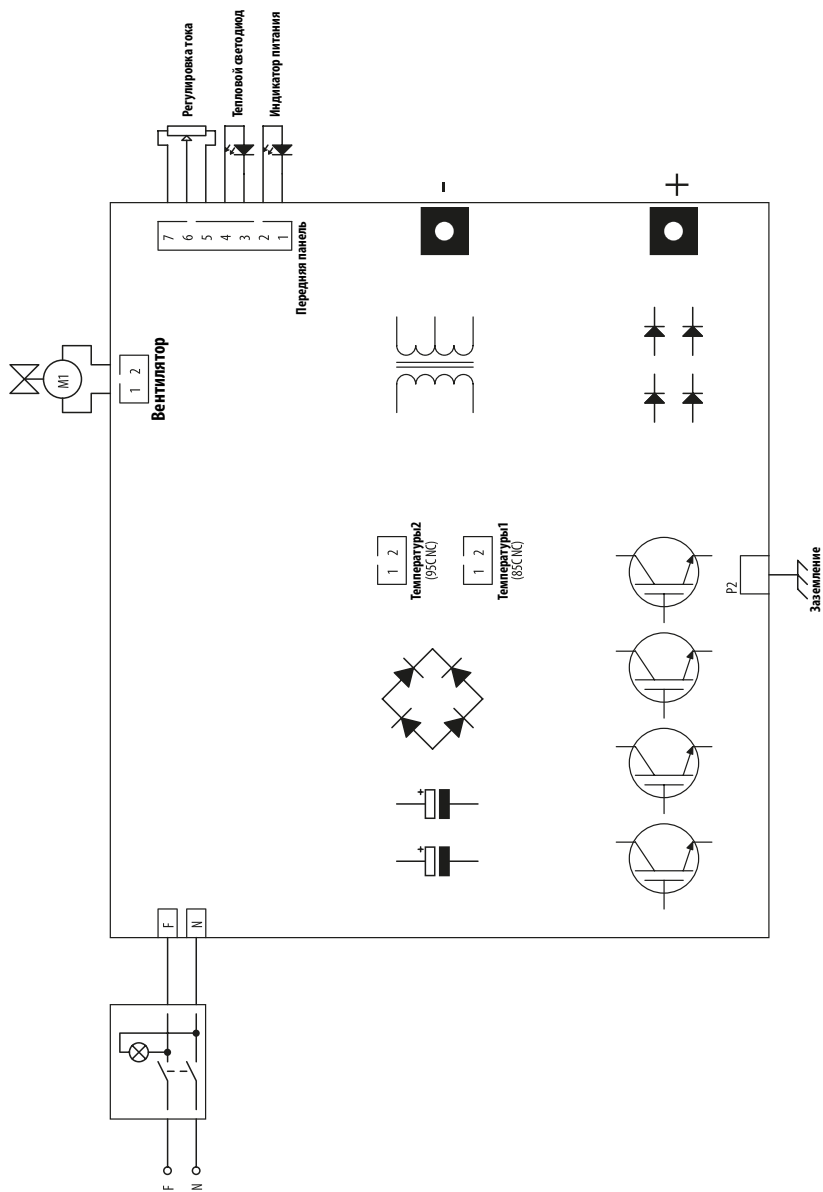 Регулировка тока
Тепловой светодиод
Индикатор питания
7
6
5
4
3
2
1
Передняя панель
-
+
M1
1 2
Вентилятор
1 2
Температуры2
(95C NC)
1 2
Температуры1
(85C NC)
P2
Заземление
+
+
F
N
F
N